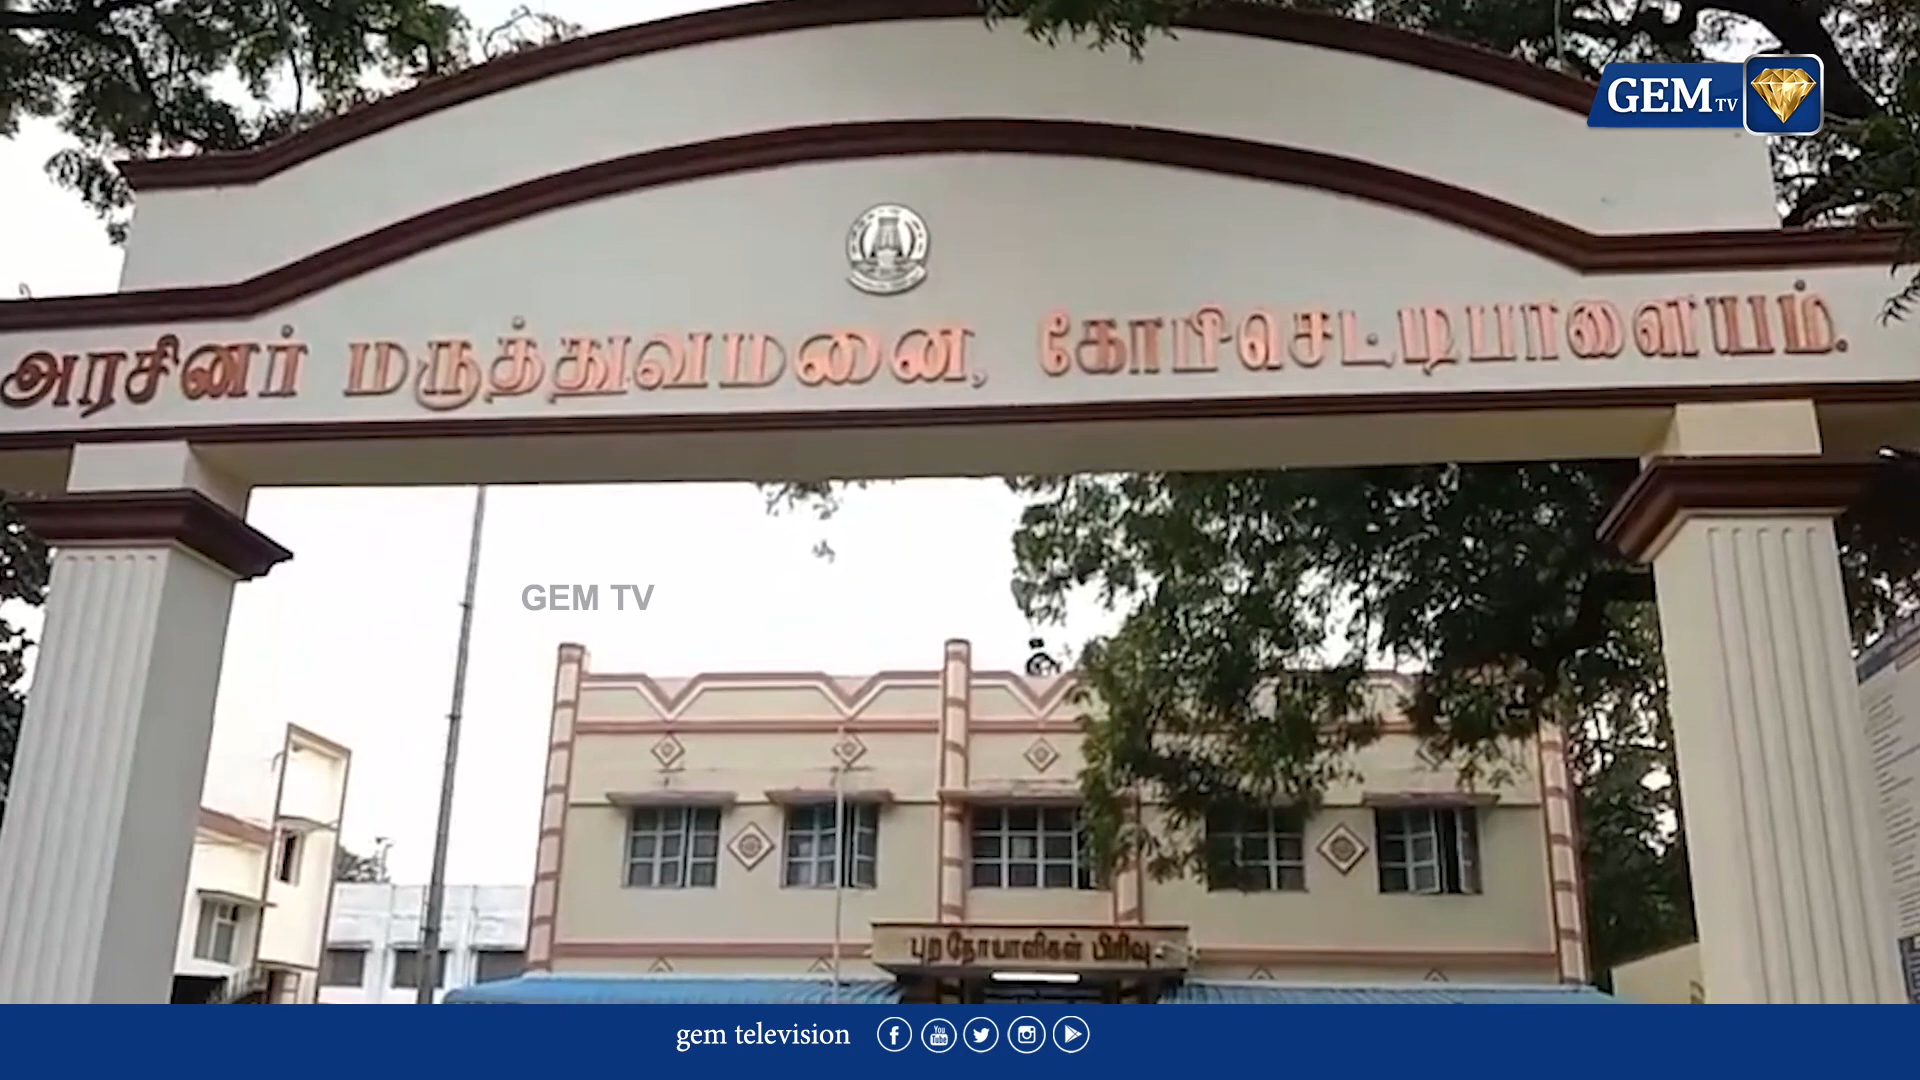 GEM TV
அரசினர் மருத்துவமனை, கோபிசெட்டிபாளையம்.
GEM TV
புறநோயாளிகள் பிரிவு
gem television